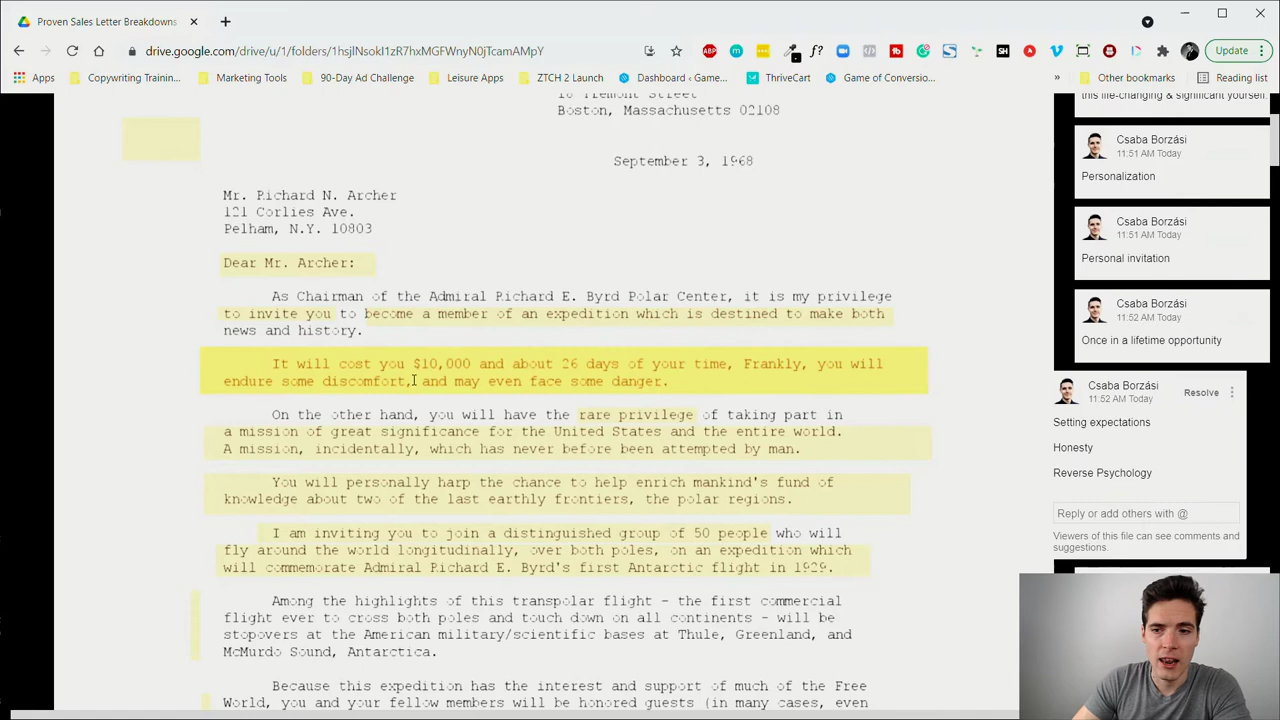 Proven Sales Letter Breakdowns
drive.google.com/drive/u/1/folders/1hsjlNsokI1zR7hxMGFWnyN0jTcamAMpY
Update
Apps
Copywriting Trainin...
Marketing Tools
90-Day Ad Challenge
Leisure Apps
ZTCH 2 Launch
Dashboard ‹ Game...
ThriveCart
Game of Conversio...
»
Other bookmarks
Reading list
18 Tremont Street
Boston, Massachusetts 02108
September 3, 1968
Mr. Richard N. Archer
121 Corlies Ave.
Pelham, N.Y. 10803
Dear Mr. Archer:
As Chairman of the Admiral Richard E. Byrd Polar Center, it is my privilege
to invite you to become a member of an expedition which is destined to make both
news and history.
It will cost you $10,000 and about 26 days of your time, Frankly, you will
endure some discomfort, and may even face some danger.
On the other hand, you will have the rare privilege of taking part in
a mission of great significance for the United States and the entire world.
A mission, incidentally, which has never before been attempted by man.
You will personally harp the chance to help enrich mankind's fund of
knowledge about two of the last earthly frontiers, the polar regions.
I am inviting you to join a distinguished group of 50 people who will
fly around the world longitudinally, over both poles, on an expedition which
will commemorate Admiral Richard E. Byrd's first Antarctic flight in 1929.
Among the highlights of this transpolar flight - the first commercial
flight ever to cross both poles and touch down on all continents - will be
stopovers at the American military/scientific bases at Thule, Greenland, and
McMurdo Sound, Antarctica.
Because this expedition has the interest and support of much of the Free
World, you and your fellow members will be honored guests (in many cases, even
this life-changing & significant yourself.
Csaba Borzási
11:51 AM Today
Personalization
Csaba Borzási
11:51 AM Today
Personal invitation
Csaba Borzási
11:52 AM Today
Once in a lifetime opportunity
Csaba Borzási
11:52 AM Today
Resolve
Setting expectations
Honesty
Reverse Psychology
Reply or add others with @
Viewers of this file can see comments and
suggestions.